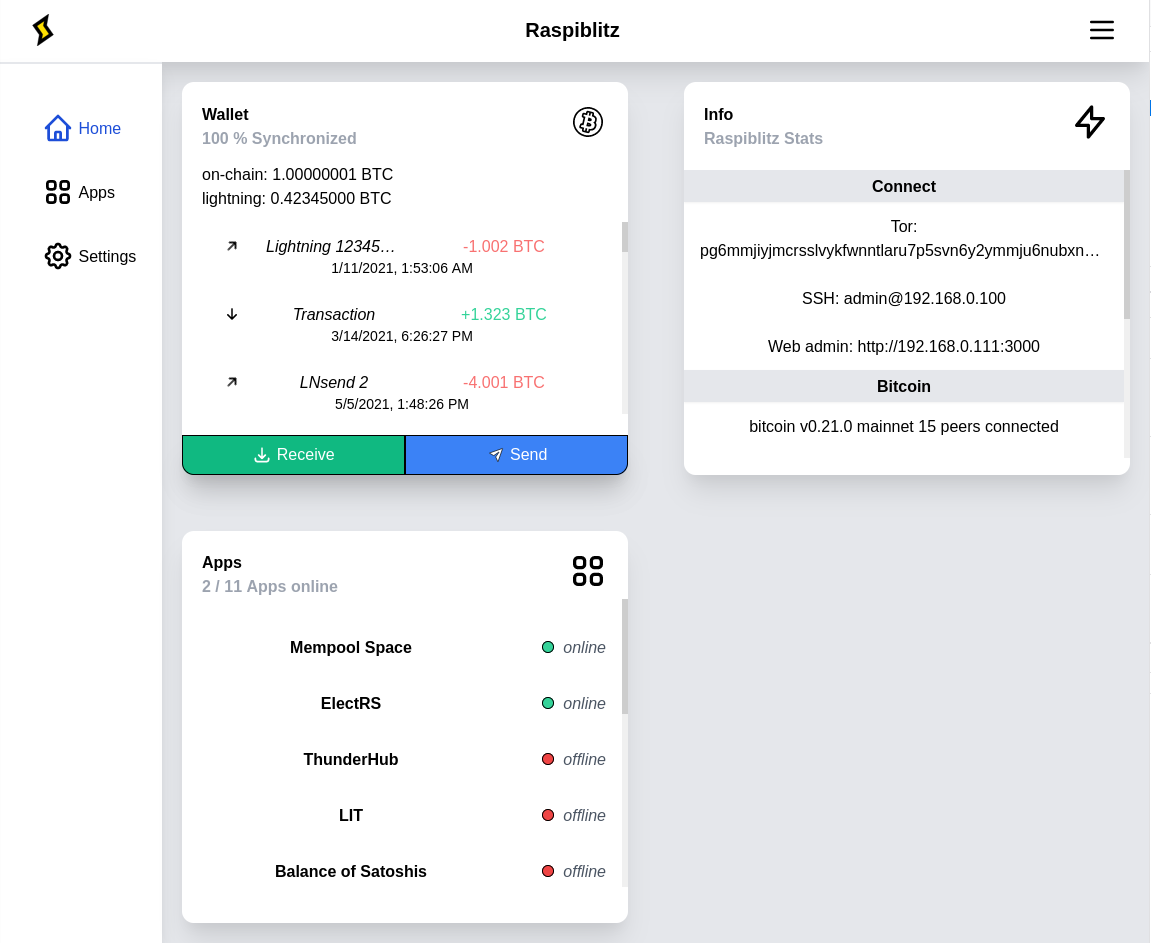 Raspiblitz
Home
Apps
Settings
Wallet
100 % Synchronized
on-chain: 1.00000001 BTC
lightning: 0.42345000 BTC
Lightning 12345… -1.002 BTC
1/11/2021, 1:53:06 AM
Transaction +1.323 BTC
3/14/2021, 6:26:27 PM
LNsend 2 -4.001 BTC
5/5/2021, 1:48:26 PM
Receive Send
Info
Raspiblitz Stats
Connect
Tor:
pg6mmjiyjmcrsslvykfwnntlaru7p5svn6y2ymmju6nubxn…
SSH: admin@192.168.0.100
Web admin: http://192.168.0.111:3000
Bitcoin
bitcoin v0.21.0 mainnet 15 peers connected
Apps
2 / 11 Apps online
Mempool Space online
ElectRS online
ThunderHub offline
LIT offline
Balance of Satoshis offline